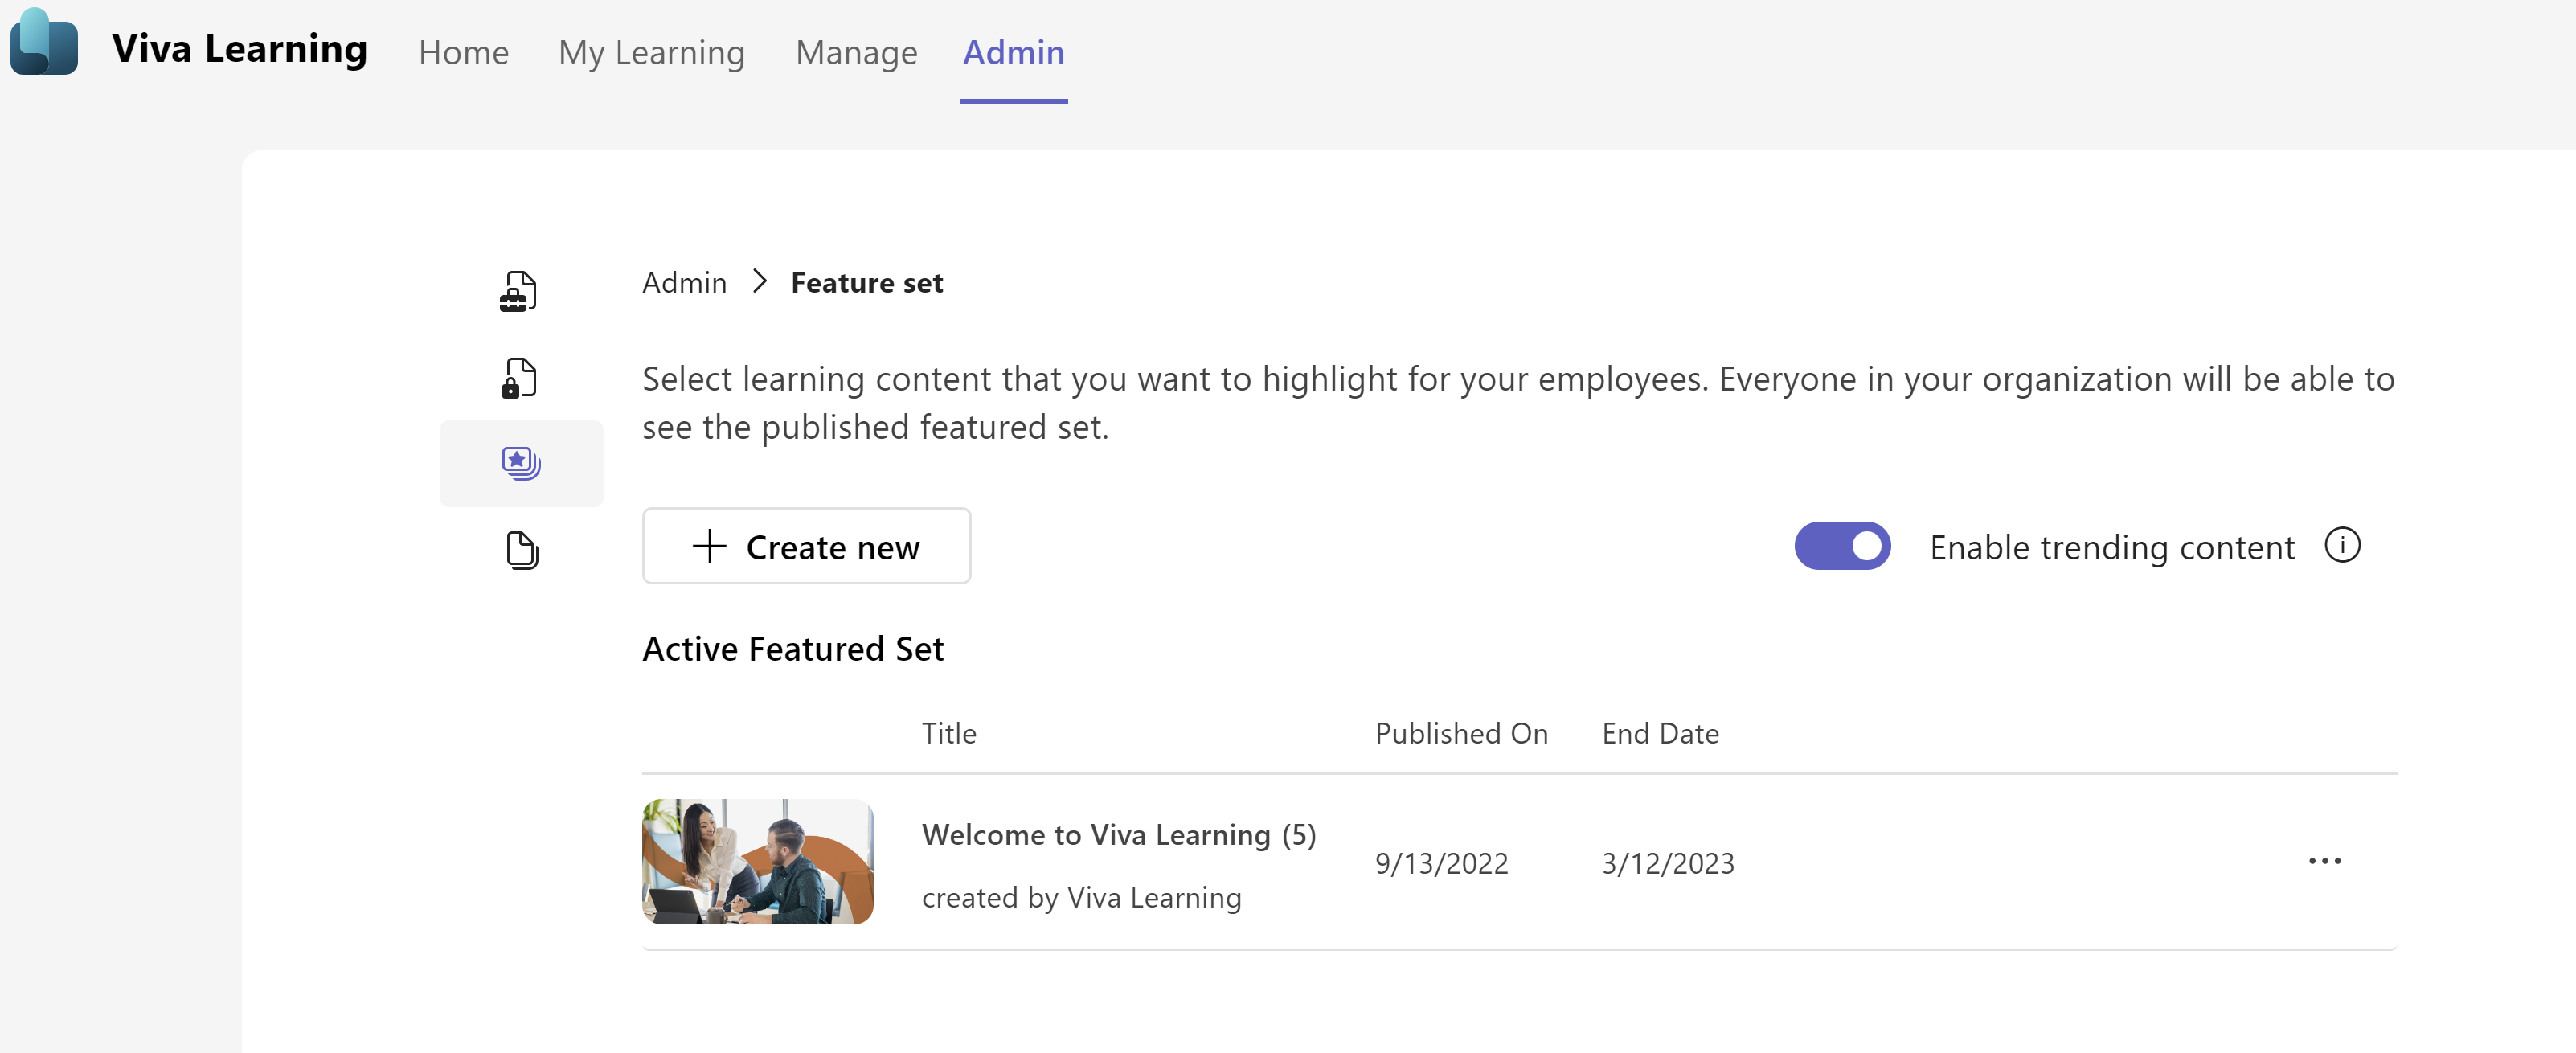 Viva Learning
Home
My Learning
Manage
Admin
Admin > Feature set
Select learning content that you want to highlight for your employees. Everyone in your organization will be able to
see the published featured set.
Create new
Enable trending content
Active Featured Set
Title
Published On
End Date
Welcome to Viva Learning (5)
created by Viva Learning
9/13/2022
3/12/2023